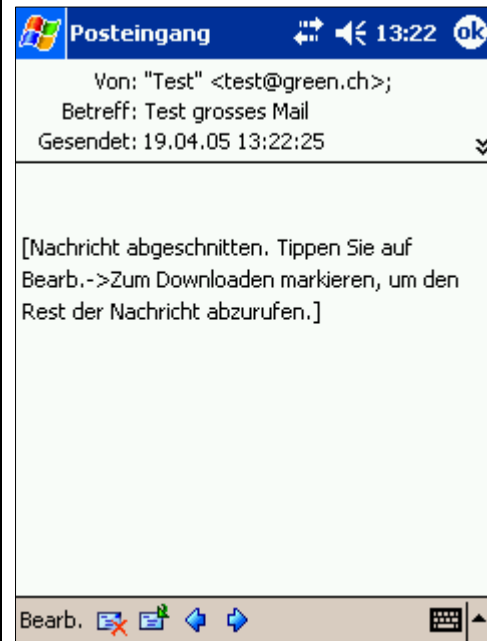 Posteingang 13:22 ok
Von: "Test" <test@green.ch>;
Betreff: Test grosses Mail
Gesendet: 19.04.05 13:22:25
[Nachricht abgeschnitten. Tippen Sie auf
Bearb.->Zum Downloaden markieren, um den
Rest der Nachricht abzurufen.]
Bearb.